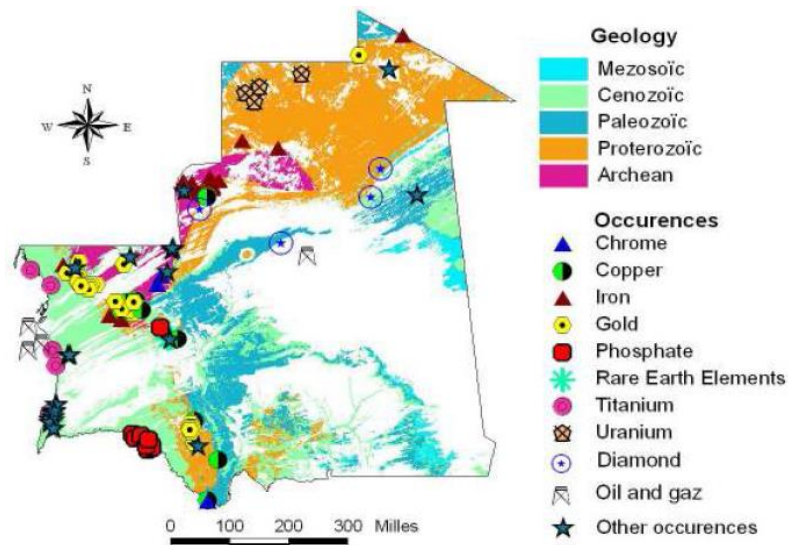 Geology
Mezosoïc
Cenozoïc
Paleozoïc
Proterozoïc
Archean
N
W E
S
Occurences
Chrome
Copper
Iron
Gold
Phosphate
Rare Earth Elements
Titanium
Uranium
Diamond
Oil and gaz
Other occurences
0 100 200 300 Milles